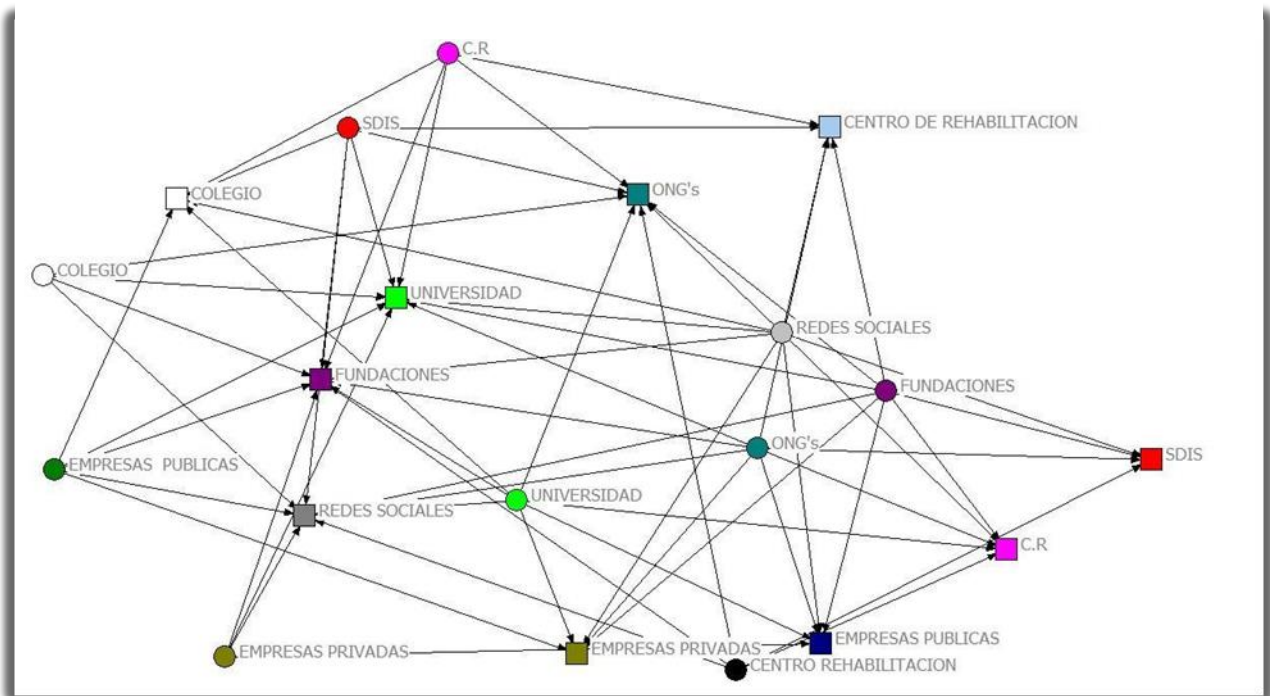 C.R
SDIS
CENTRO DE REHABILITACION
COLEGIO
ONG's
COLEGIO
UNIVERSIDAD
REDES SOCIALES
FUNDACIONES
FUNDACIONES
ONG's
SDIS
EMPRESAS PUBLICAS
UNIVERSIDAD
REDES SOCIALES
C.R
EMPRESAS PUBLICAS
EMPRESAS PRIVADAS
EMPRESAS PRIVADAS
CENTRO REHABILITACION